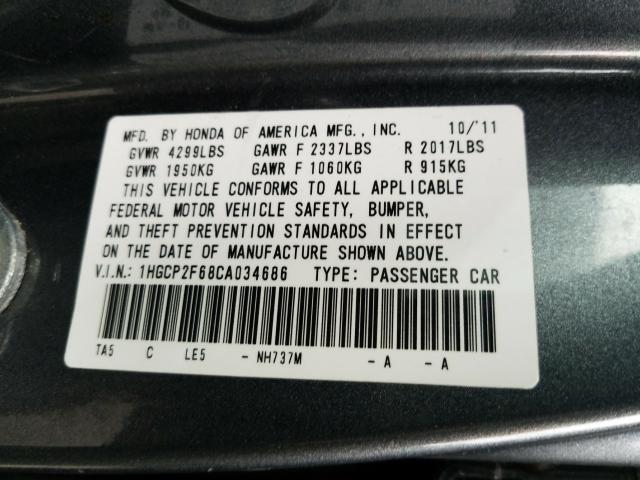 MFD. BY HONDA OF AMERICA MFG., INC. 10/'11
GVWR 4299LBS GAWR F 2337LBS R 2017LBS
GVWR 1950KG GAWR F 1060KG R 915KG
THIS VEHICLE CONFORMS TO ALL APPLICABLE
FEDERAL MOTOR VEHICLE SAFETY, BUMPER,
AND THEFT PREVENTION STANDARDS IN EFFECT
ON THE DATE OF MANUFACTURE SHOWN ABOVE.
V.I.N.: 1HGCP2F68CA034686 TYPE: PASSENGER CAR
TA5 C LE5 - NH737M - A - A